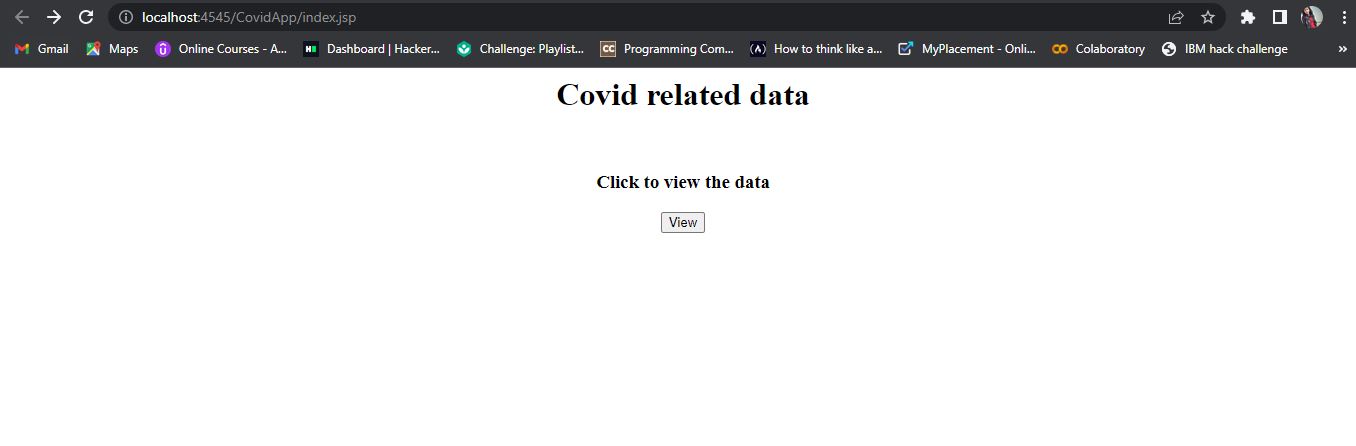 localhost:4545/CovidApp/index.jsp
Gmail Maps Online Courses - A... Dashboard | Hacker... Challenge: Playlist... CC Programming Com... (A) How to think like a... MyPlacement - Onli... Colaboratory IBM hack challenge »
Covid related data
Click to view the data
View